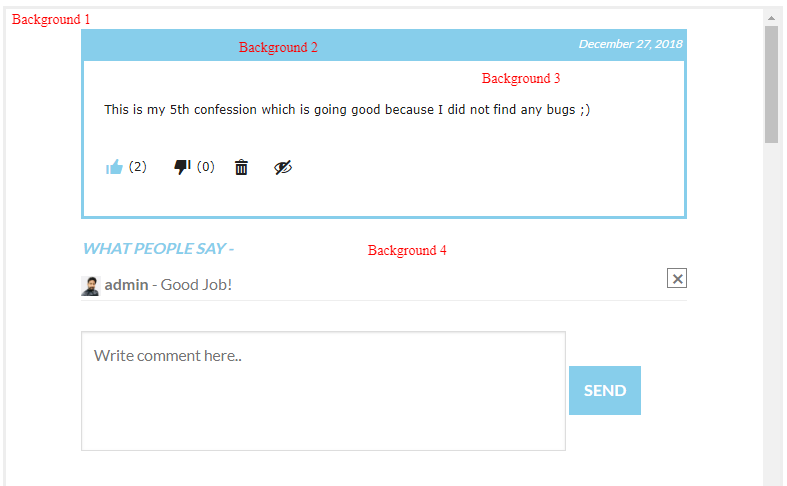 Background 1
Background 2
December 27, 2018
Background 3
This is my 5th confession which is going good because I did not find any bugs ;)
(2) (0)
WHAT PEOPLE SAY -
Background 4
admin - Good Job!
Write comment here..
SEND